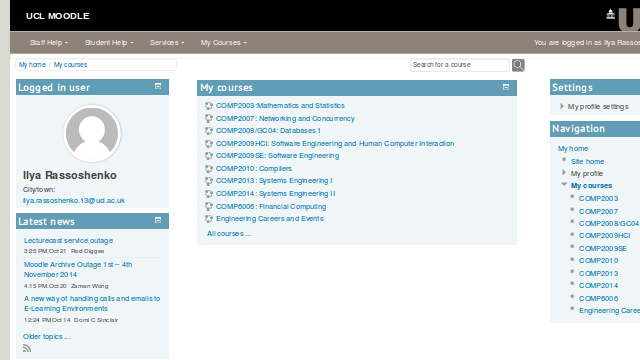 UCL MOODLE
Staff Help
Student Help
Services
My Courses
You are logged in as Ilya Rassos
My home / My courses
Search for a course
Logged in user
Ilya Rassoshenko
City/town:
ilya.rassoshenko.13@ucl.ac.uk
Latest news
Lecturecast service outage
3:25 PM, Oct 21 Rod Digges
Moodle Archive Outage 1st – 4th
November 2014
4:15 PM, Oct 20 Zaman Wong
A new way of handling calls and emails to
E-Learning Environments
12:24 PM, Oct 14 Domi C Sinclair
Older topics ...
My courses
COMP2003: Mathematics and Statistics
COMP2007: Networking and Concurrency
COMP2008/GC04: Databases 1
COMP2009HCI: Software Engineering and Human Computer Interaction
COMP2009SE: Software Engineering
COMP2010: Compilers
COMP2013: Systems Engineering I
COMP2014: Systems Engineering II
COMP6006: Financial Computing
Engineering Careers and Events
All courses ...
Settings
My profile settings
Navigation
My home
Site home
My profile
My courses
COMP2003
COMP2007
COMP2008/GC04
COMP2009HCI
COMP2009SE
COMP2010
COMP2013
COMP2014
COMP6006
Engineering Caree